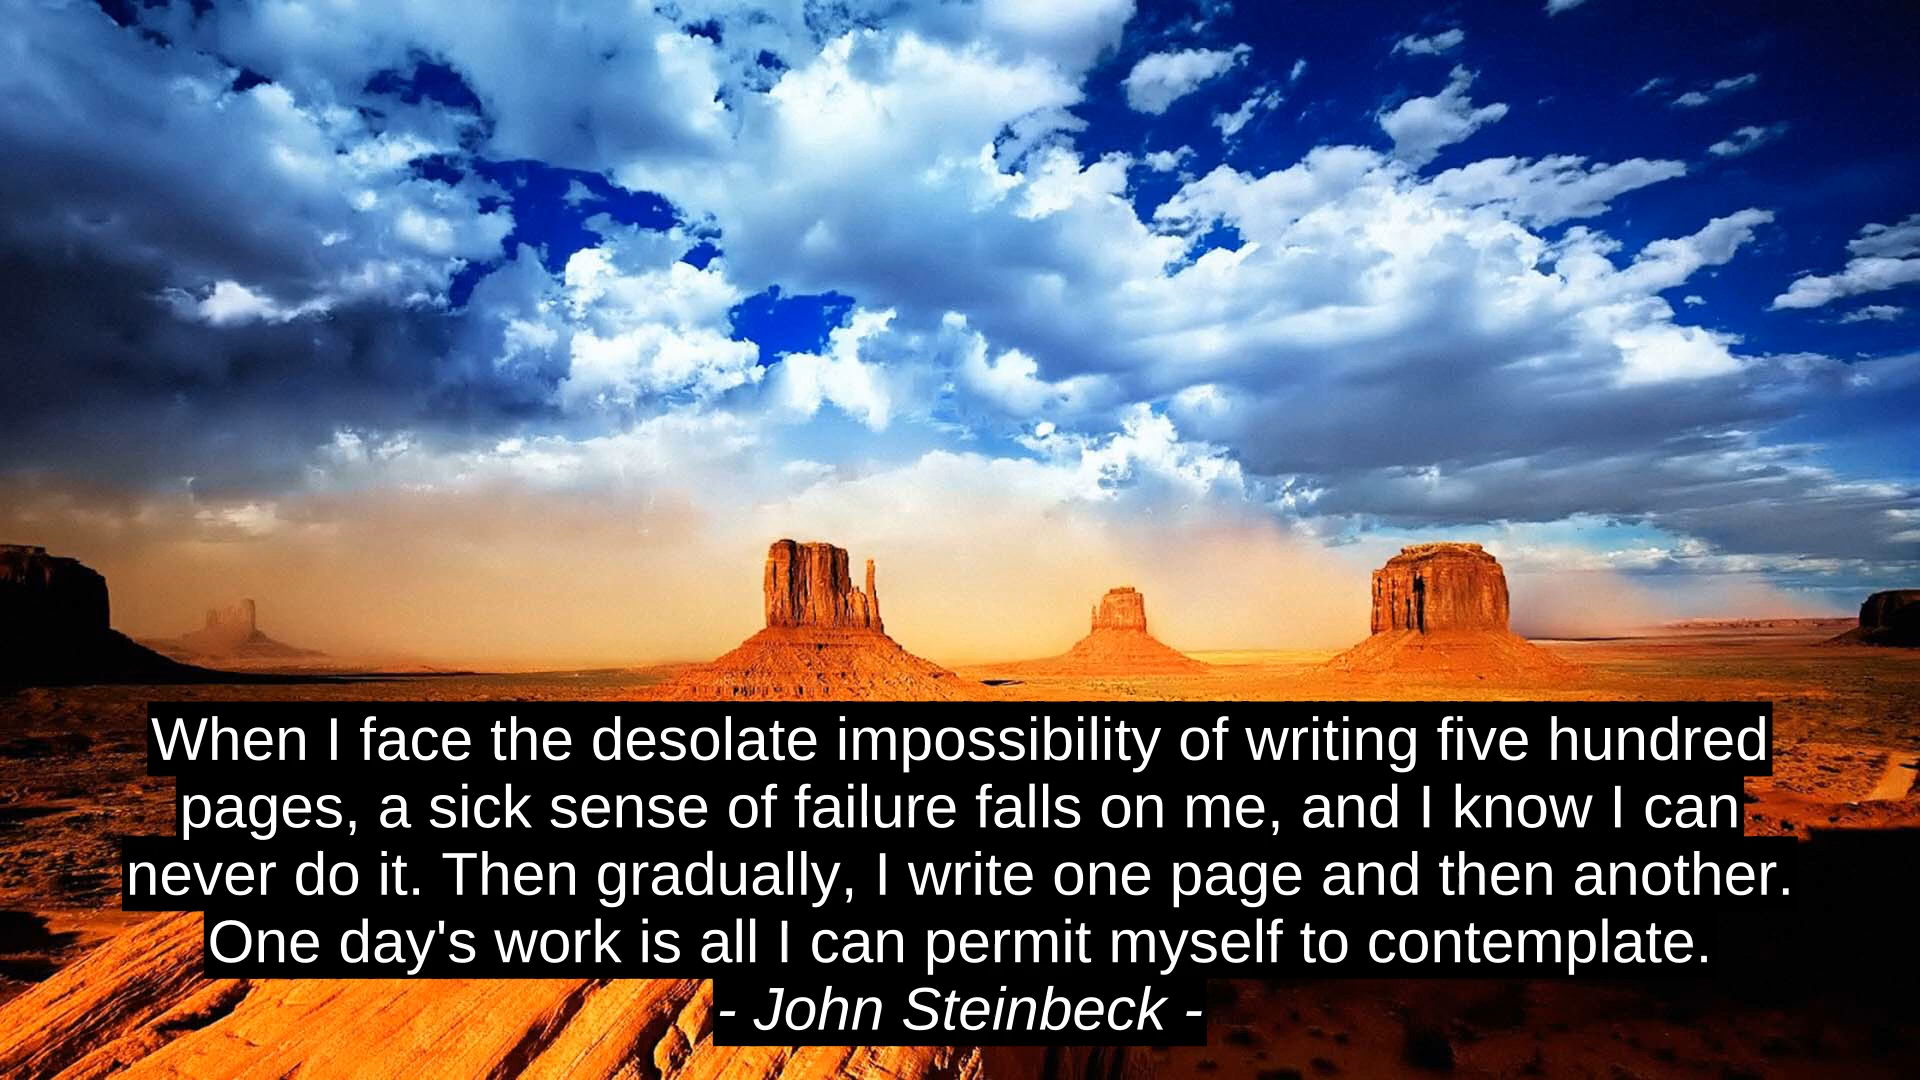 When I face the desolate impossibility of writing five hundred
pages, a sick sense of failure falls on me, and I know I can
never do it. Then gradually, I write one page and then another.
One day's work is all I can permit myself to contemplate.
- John Steinbeck -